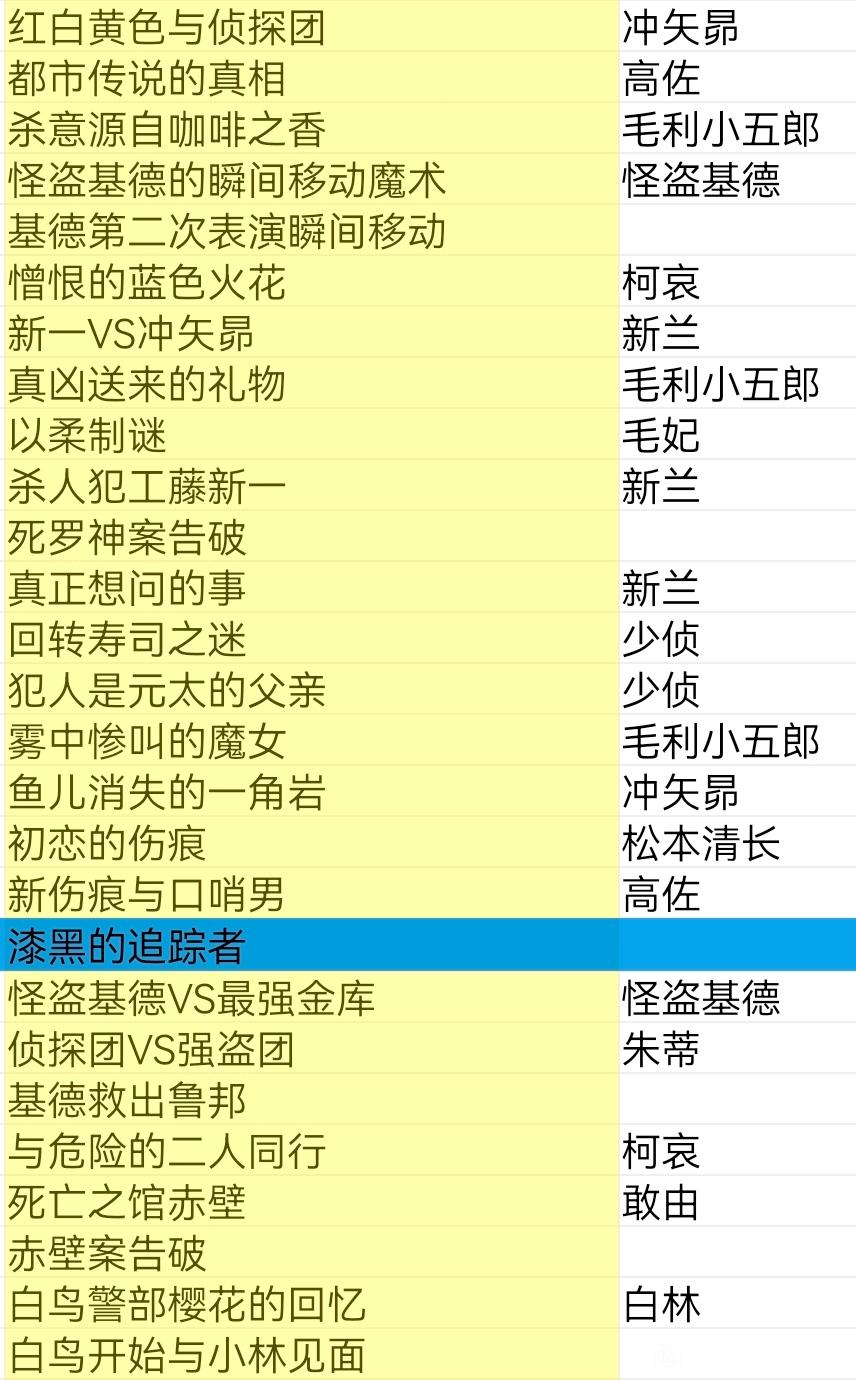 红白黄色与侦探团 冲矢昴
都市传说的真相 高佐
杀意源自咖啡之香 毛利小五郎
怪盗基德的瞬间移动魔术 怪盗基德
基德第二次表演瞬间移动
憎恨的蓝色火花 柯哀
新一VS冲矢昴 新兰
真凶送来的礼物 毛利小五郎
以柔制谜 毛妃
杀人犯工藤新一 新兰
死罗神案告破
真正想问的事 新兰
回转寿司之迷 少侦
犯人是元太的父亲 少侦
雾中惨叫的魔女 毛利小五郎
鱼儿消失的一角岩 冲矢昴
初恋的伤痕 松本清长
新伤痕与口哨男 高佐
漆黑的追踪者
怪盗基德VS最强金库 怪盗基德
侦探团VS强盗团 朱蒂
基德救出鲁邦
与危险的二人同行 柯哀
死亡之馆赤壁 敢由
赤壁案告破
白鸟警部樱花的回忆 白林
白鸟开始与小林见面